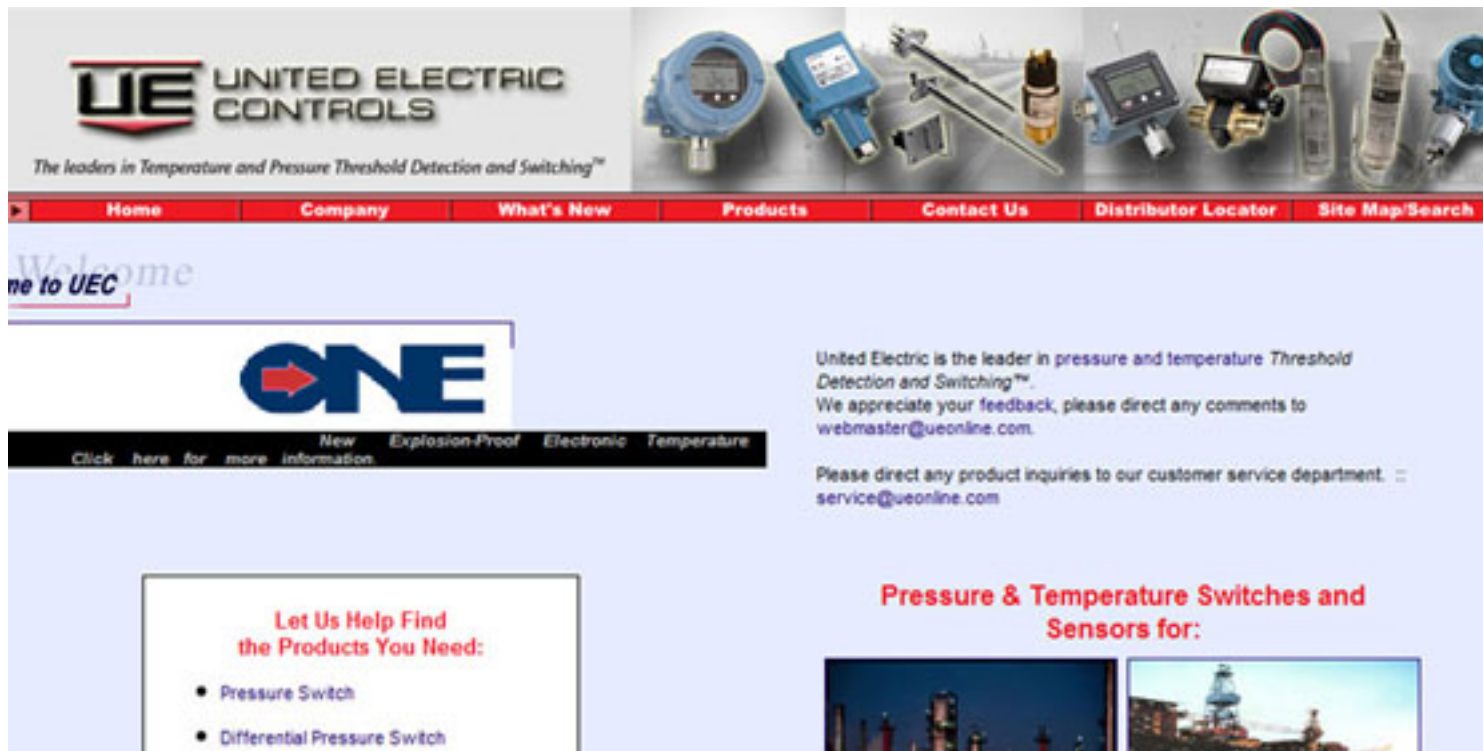 UE UNITED ELECTRIC
CONTROLS
The leaders in Temperature and Pressure Threshold Detection and Switching™
Home Company What's New Products Contact Us Distributor Locator Site Map/Search
Welcome
me to UEC
ONE
New Explosion-Proof Electronic Temperature
Click here for more information
United Electric is the leader in pressure and temperature Threshold
Detection and Switching™.
We appreciate your feedback, please direct any comments to
webmaster@ueonline.com.
Please direct any product inquiries to our customer service department. ::
service@ueonline.com
Let Us Help Find
the Products You Need:
• Pressure Switch
• Differential Pressure Switch
Pressure & Temperature Switches and
Sensors for: